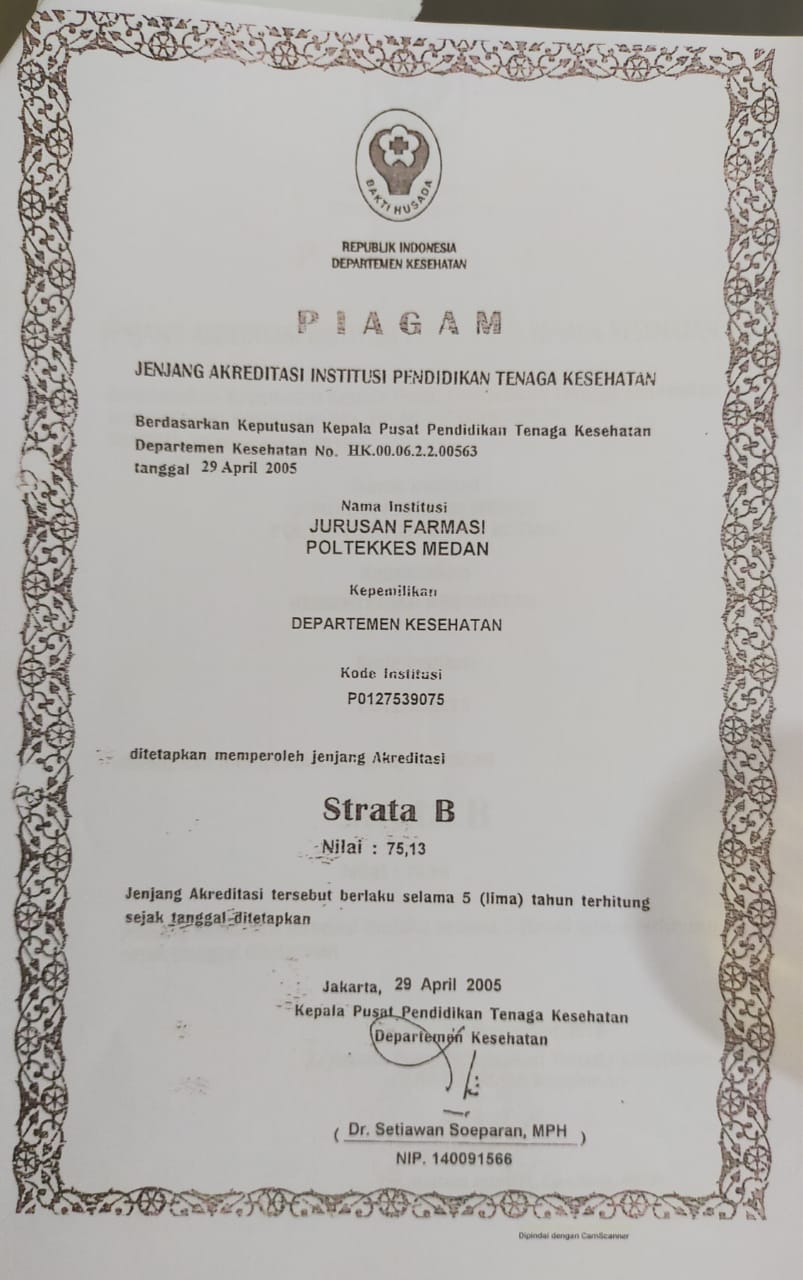 BAKTI HUSADA
REPUBLIK INDONESIA
DEPARTEMEN KESEHATAN
PIAGAM
JENJANG AKREDITASI INSTITUSI PENDIDIKAN TENAGA KESEHATAN
Berdasarkan Keputusan Kepala Pusat Pendidikan Tenaga Kesehatan
Departemen Kesehatan No. HK.00.06.2.2.00563
tanggal 29 April 2005
Nama Institusi
JURUSAN FARMASI
POLTEKKES MEDAN
Kepemilikan
DEPARTEMEN KESEHATAN
Kode Institusi
P0127539075
ditetapkan memperoleh jenjang Akreditasi
Strata B
Nilai : 75,13
Jenjang Akreditasi tersebut berlaku selama 5 (lima) tahun terhitung
sejak tanggal ditetapkan
Jakarta, 29 April 2005
Kepala Pusat Pendidikan Tenaga Kesehatan
Departemen Kesehatan
( Dr. Setiawan Soeparan, MPH )
NIP. 140091566
Dipindai dengan CamScanner